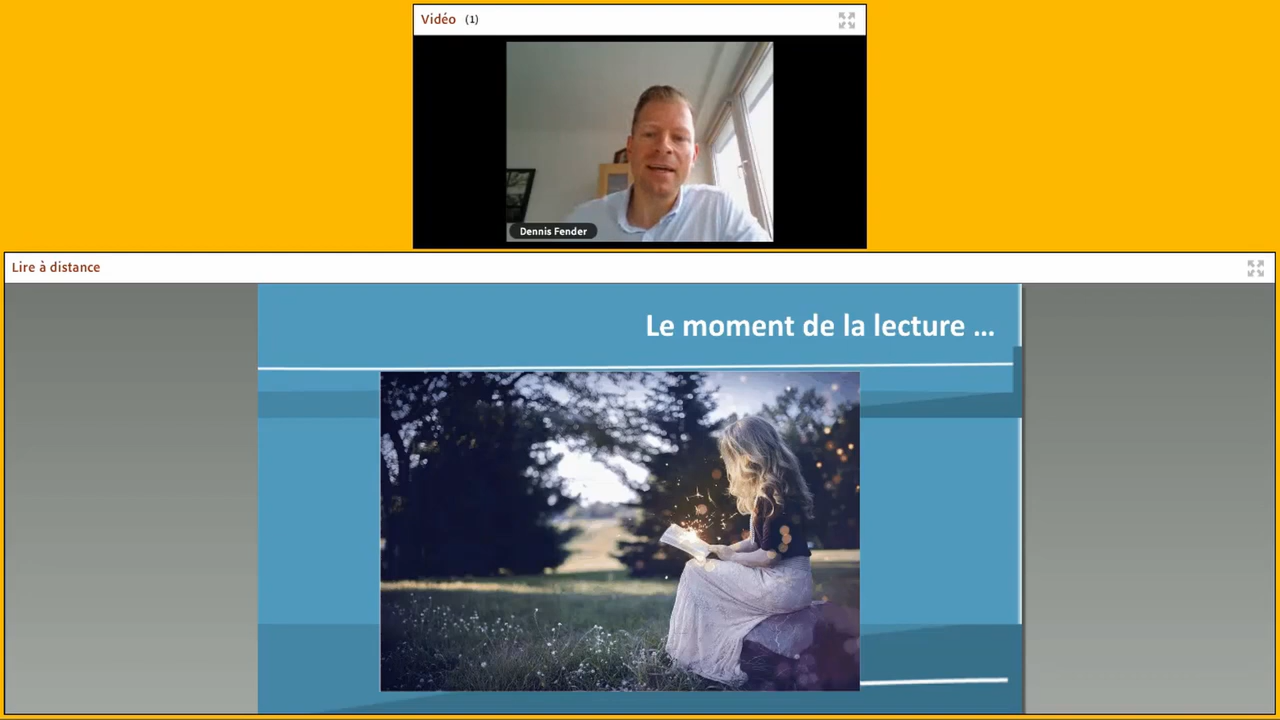 Vidéo (1)
Dennis Fender
Lire à distance
Le moment de la lecture ...